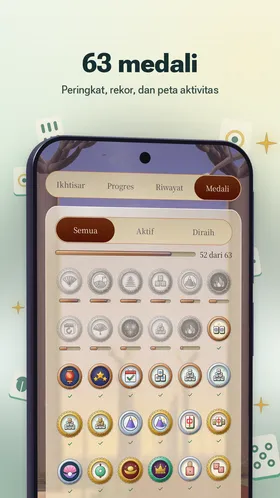 63 medali
Peringkat, rekor, dan peta aktivitas
Ikhtisar Progres Riwayat Medali
Semua Aktif Diraih
52 dari 63